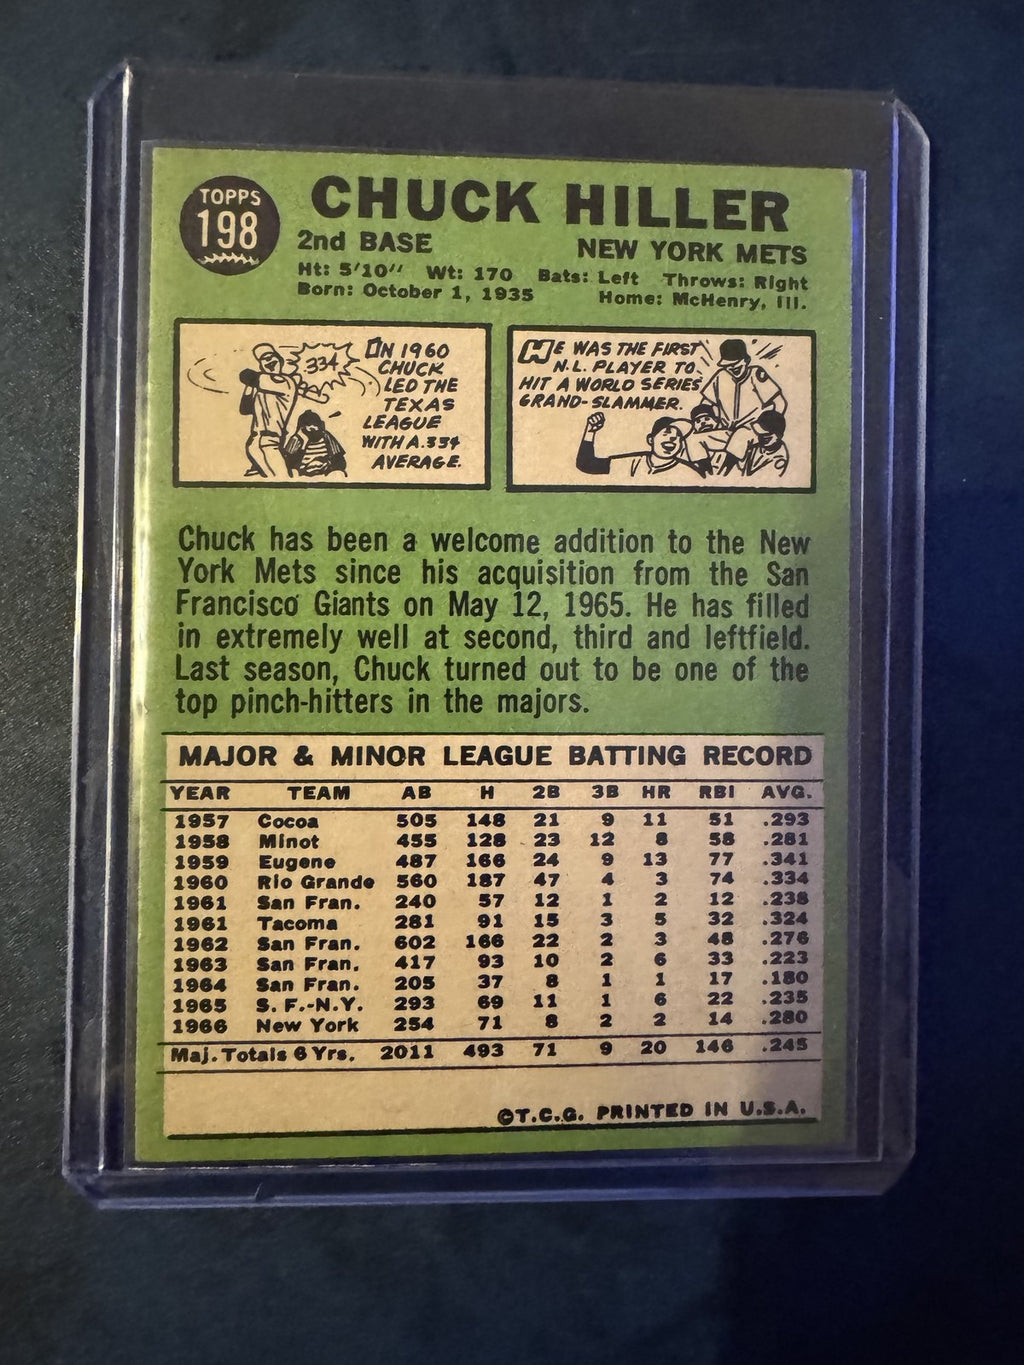 TOPPS
198
CHUCK HILLER
2nd BASE NEW YORK METS
Ht: 5'10" Wt: 170 Bats: Left Throws: Right
Born: October 1, 1935 Home: McHenry, Ill.
334
ON 1960
CHUCK
LED THE
TEXAS
LEAGUE
WITH A .334
AVERAGE.
HE WAS THE FIRST
N.L. PLAYER TO
HIT A WORLD SERIES
GRAND-SLAMMER.
Chuck has been a welcome addition to the New
York Mets since his acquisition from the San
Francisco Giants on May 12, 1965. He has filled
in extremely well at second, third and leftfield.
Last season, Chuck turned out to be one of the
top pinch-hitters in the majors.
MAJOR & MINOR LEAGUE BATTING RECORD
YEAR TEAM AB H 2B 3B HR RBI AVG.
1957 Cocoa 505 148 21 9 11 51 .293
1958 Minot 455 128 23 12 8 58 .281
1959 Eugene 487 166 24 9 13 77 .341
1960 Rio Grande 560 187 47 4 3 74 .334
1961 San Fran. 240 57 12 1 2 12 .238
1961 Tacoma 281 91 15 3 5 32 .324
1962 San Fran. 602 166 22 2 3 48 .276
1963 San Fran. 417 93 10 2 6 33 .223
1964 San Fran. 205 37 8 1 1 17 .180
1965 S. F.-N.Y. 293 69 11 1 6 22 .235
1966 New York 254 71 8 2 2 14 .280
Maj. Totals 6 Yrs. 2011 493 71 9 20 146 .245
©T.C.G. PRINTED IN U.S.A.